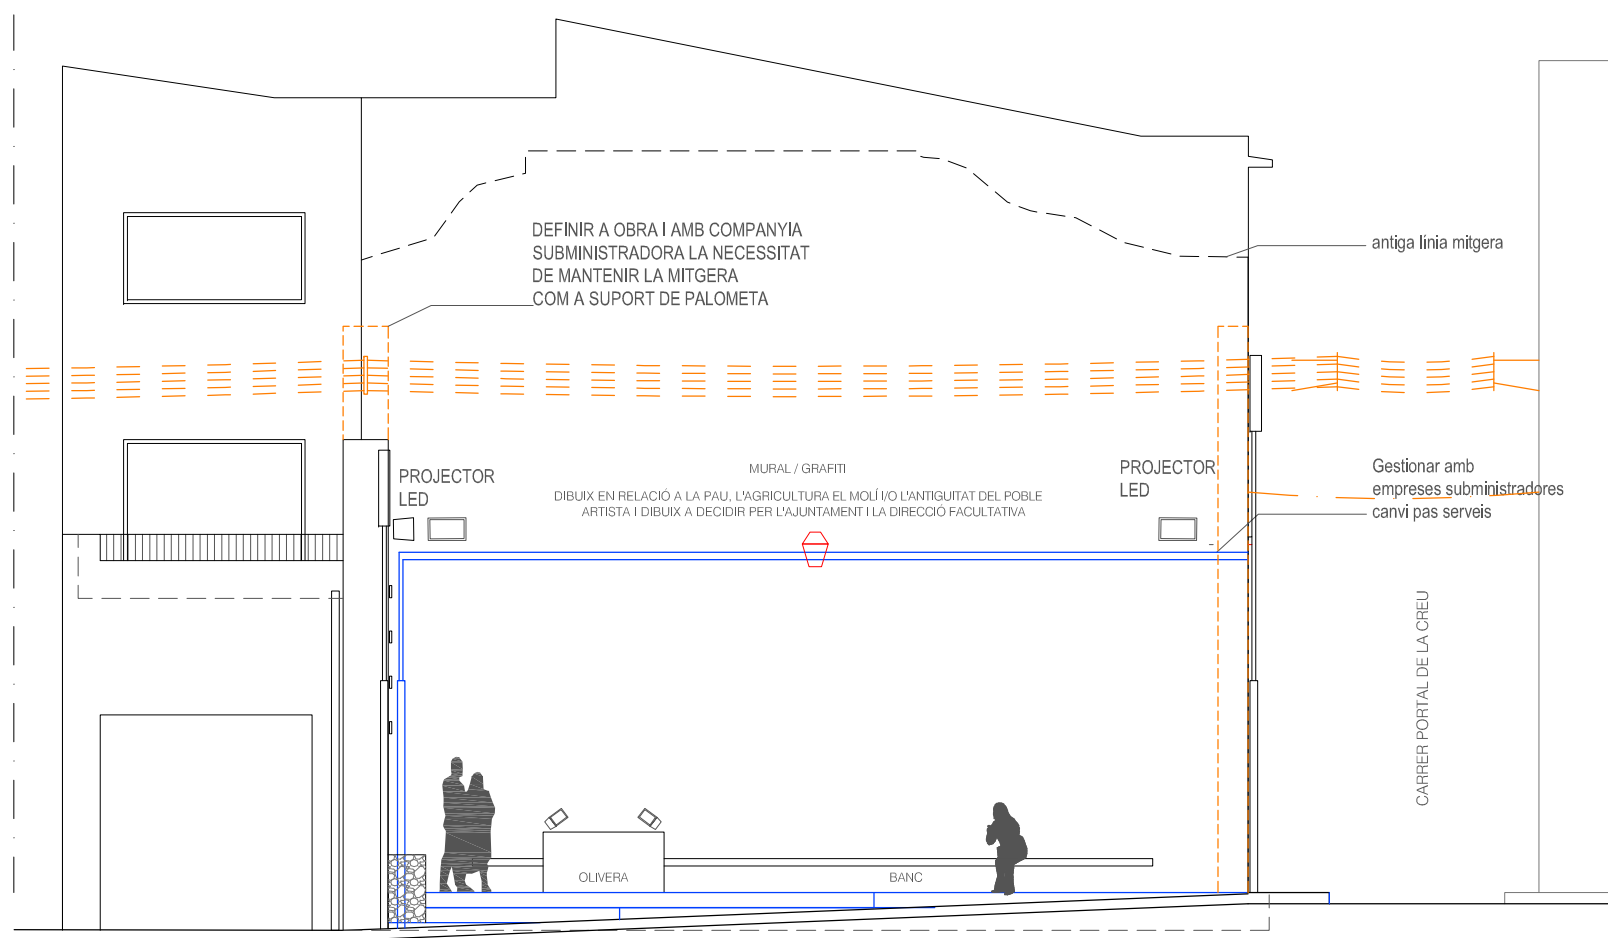 DEFINIR A OBRA I AMB COMPANYIA
SUBMINISTRADORA LA NECESSITAT
DE MANTENIR LA MITGERA
COM A SUPORT DE PALOMETA
antiga línia mitgera
PROJECTOR
LED
MURAL / GRAFITI
DIBUIX EN RELACIÓ A LA PAU, L'AGRICULTURA EL MOLÍ I/O L'ANTIGUITAT DEL POBLE
ARTISTA I DIBUIX A DECIDIR PER L'AJUNTAMENT I LA DIRECCIÓ FACULTATIVA
PROJECTOR
LED
Gestionar amb
empreses subministradores
canvi pas serveis
CARRER PORTAL DE LA CREU
OLIVERA
BANC